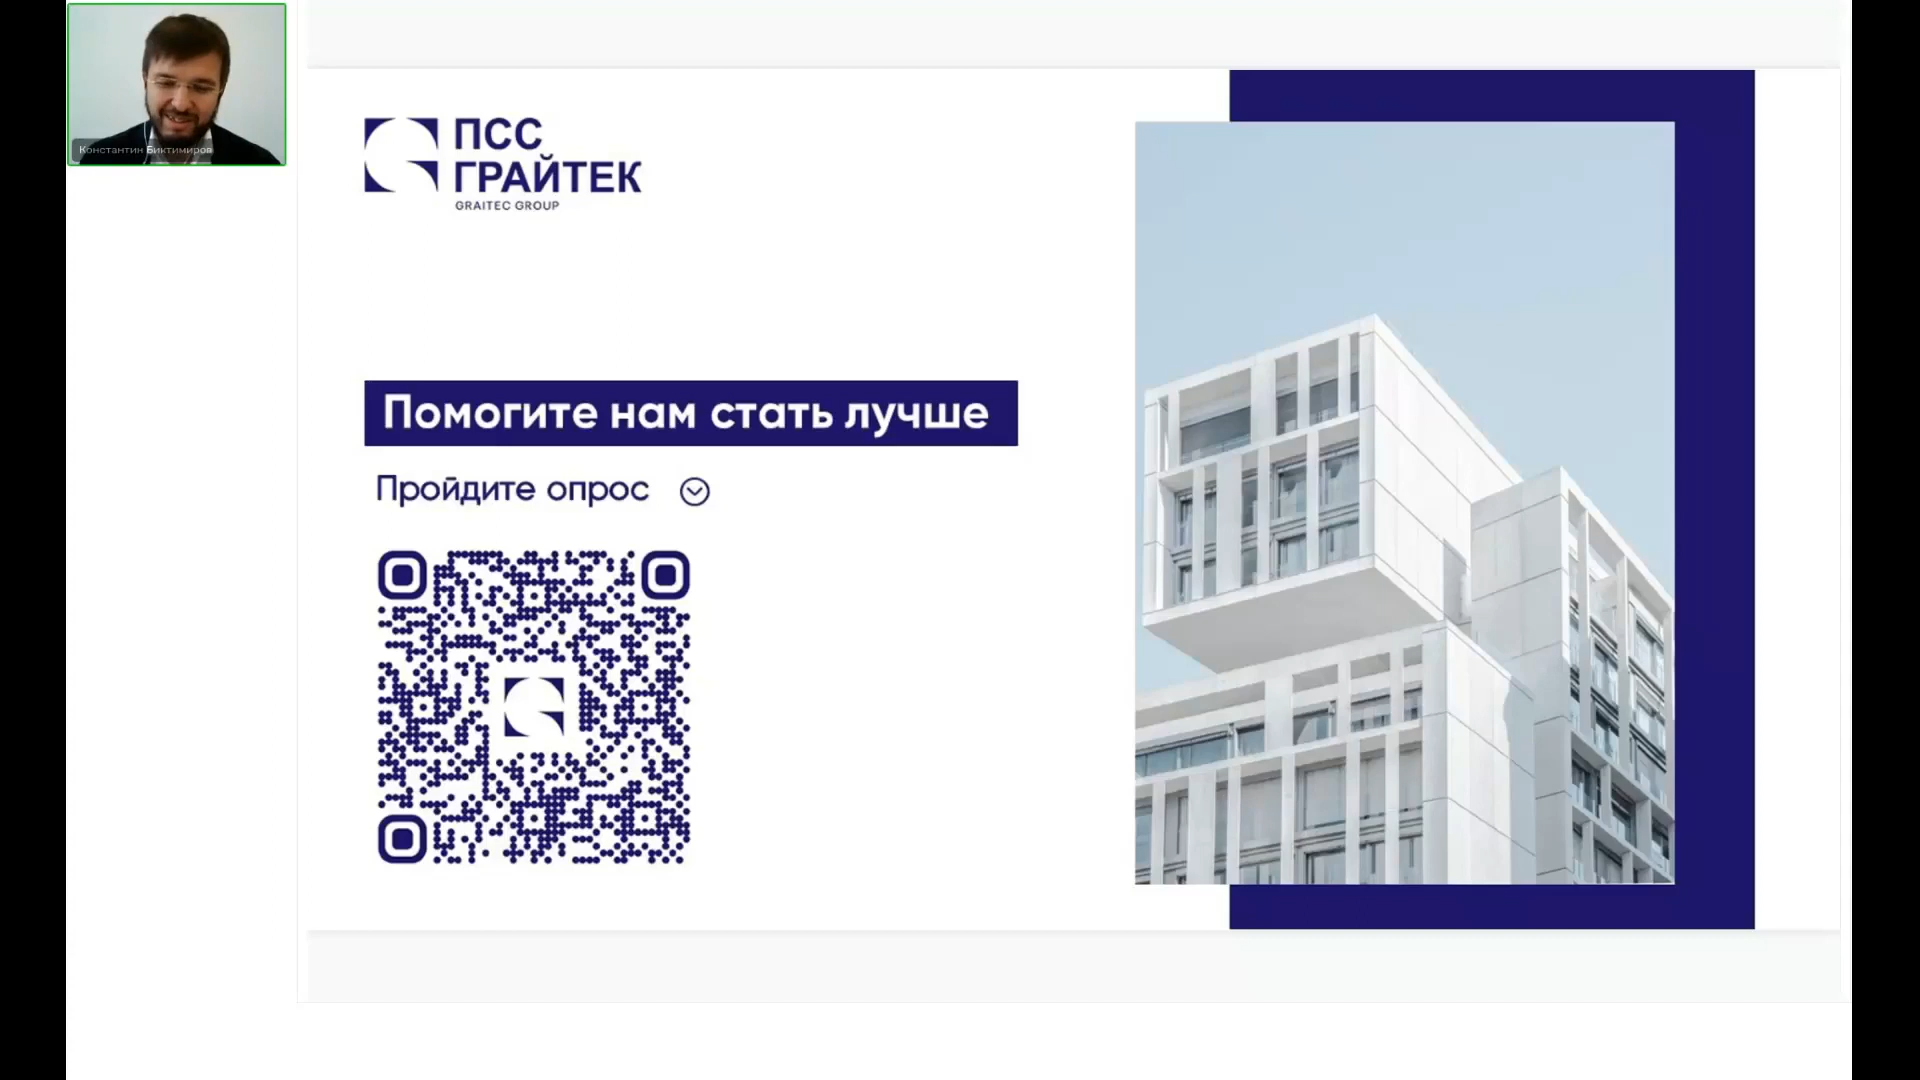 Константин Биктимиров
ПСС
ГРАЙТЕК
GRAITEC GROUP
Помогите нам стать лучше
Пройдите опрос